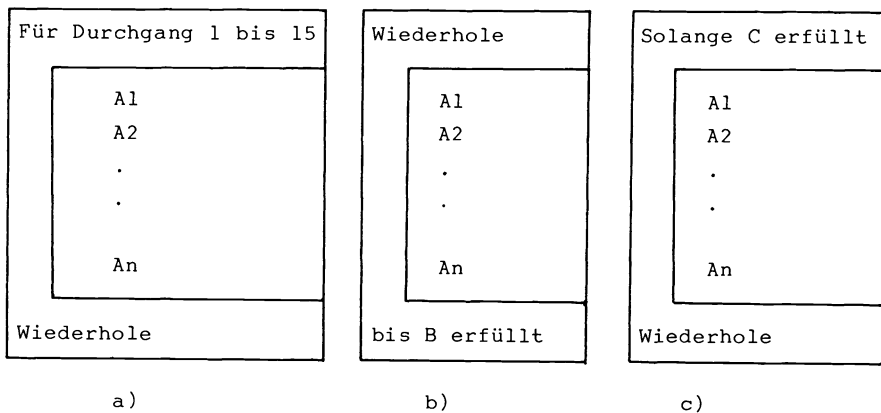 Für Durchgang 1 bis 15
A1
A2
.
.
An
Wiederhole
a)
Wiederhole
A1
A2
.
.
An
bis B erfüllt
b)
Solange C erfüllt
A1
A2
.
.
An
Wiederhole
c)